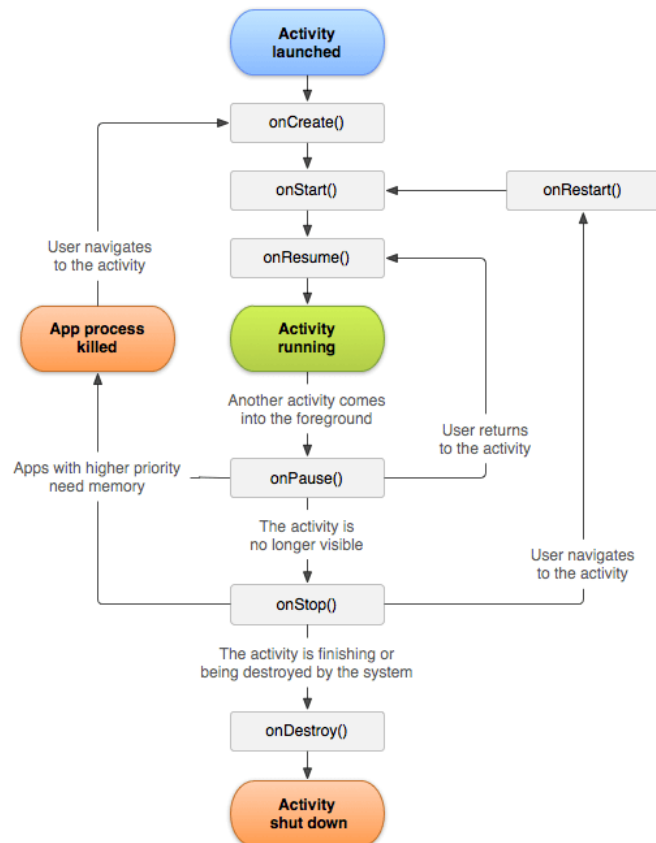 Activity
launched
onCreate()
onStart()
onRestart()
User navigates
to the activity
onResume()
App process
killed
Activity
running
Another activity comes
into the foreground
User returns
to the activity
Apps with higher priority
need memory
onPause()
The activity is
no longer visible
User navigates
to the activity
onStop()
The activity is finishing or
being destroyed by the system
onDestroy()
Activity
shut down